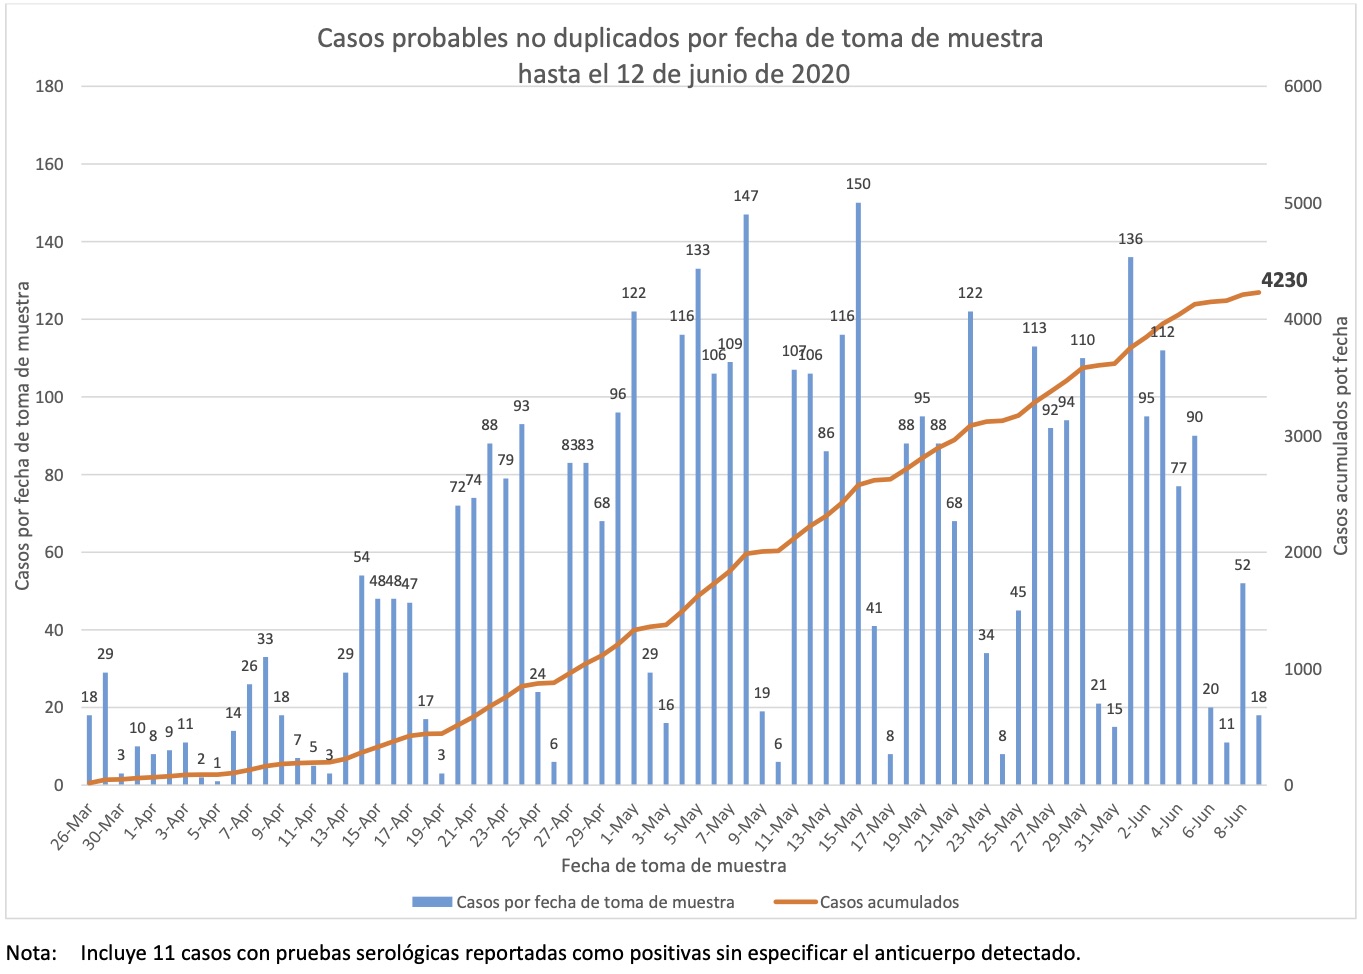 Casos probables no duplicados por fecha de toma de muestra
hasta el 12 de junio de 2020
180
160
140
120
100
80
60
40
20
0
Casos por fecha de toma de muestra
6000
5000
4000
3000
2000
1000
0
Casos acumulados pot fecha
18
29
3
10
8
9
11
2
1
14
26
33
18
7
5
3
29
54
48
48
47
17
3
72
74
88
79
93
24
6
83
83
68
96
122
29
16
116
133
106
109
147
19
6
107
106
86
116
150
41
8
88
95
88
68
122
34
8
45
113
92
94
110
21
15
136
95
112
77
90
20
11
52
18
4230
26-Mar
30-Mar
1-Apr
3-Apr
5-Apr
7-Apr
9-Apr
11-Apr
13-Apr
15-Apr
17-Apr
19-Apr
21-Apr
23-Apr
25-Apr
27-Apr
29-Apr
1-May
3-May
5-May
7-May
9-May
11-May
13-May
15-May
17-May
19-May
21-May
23-May
25-May
27-May
29-May
31-May
2-Jun
4-Jun
6-Jun
8-Jun
Fecha de toma de muestra
Casos por fecha de toma de muestra
Casos acumulados
Nota: Incluye 11 casos con pruebas serológicas reportadas como positivas sin especificar el anticuerpo detectado.